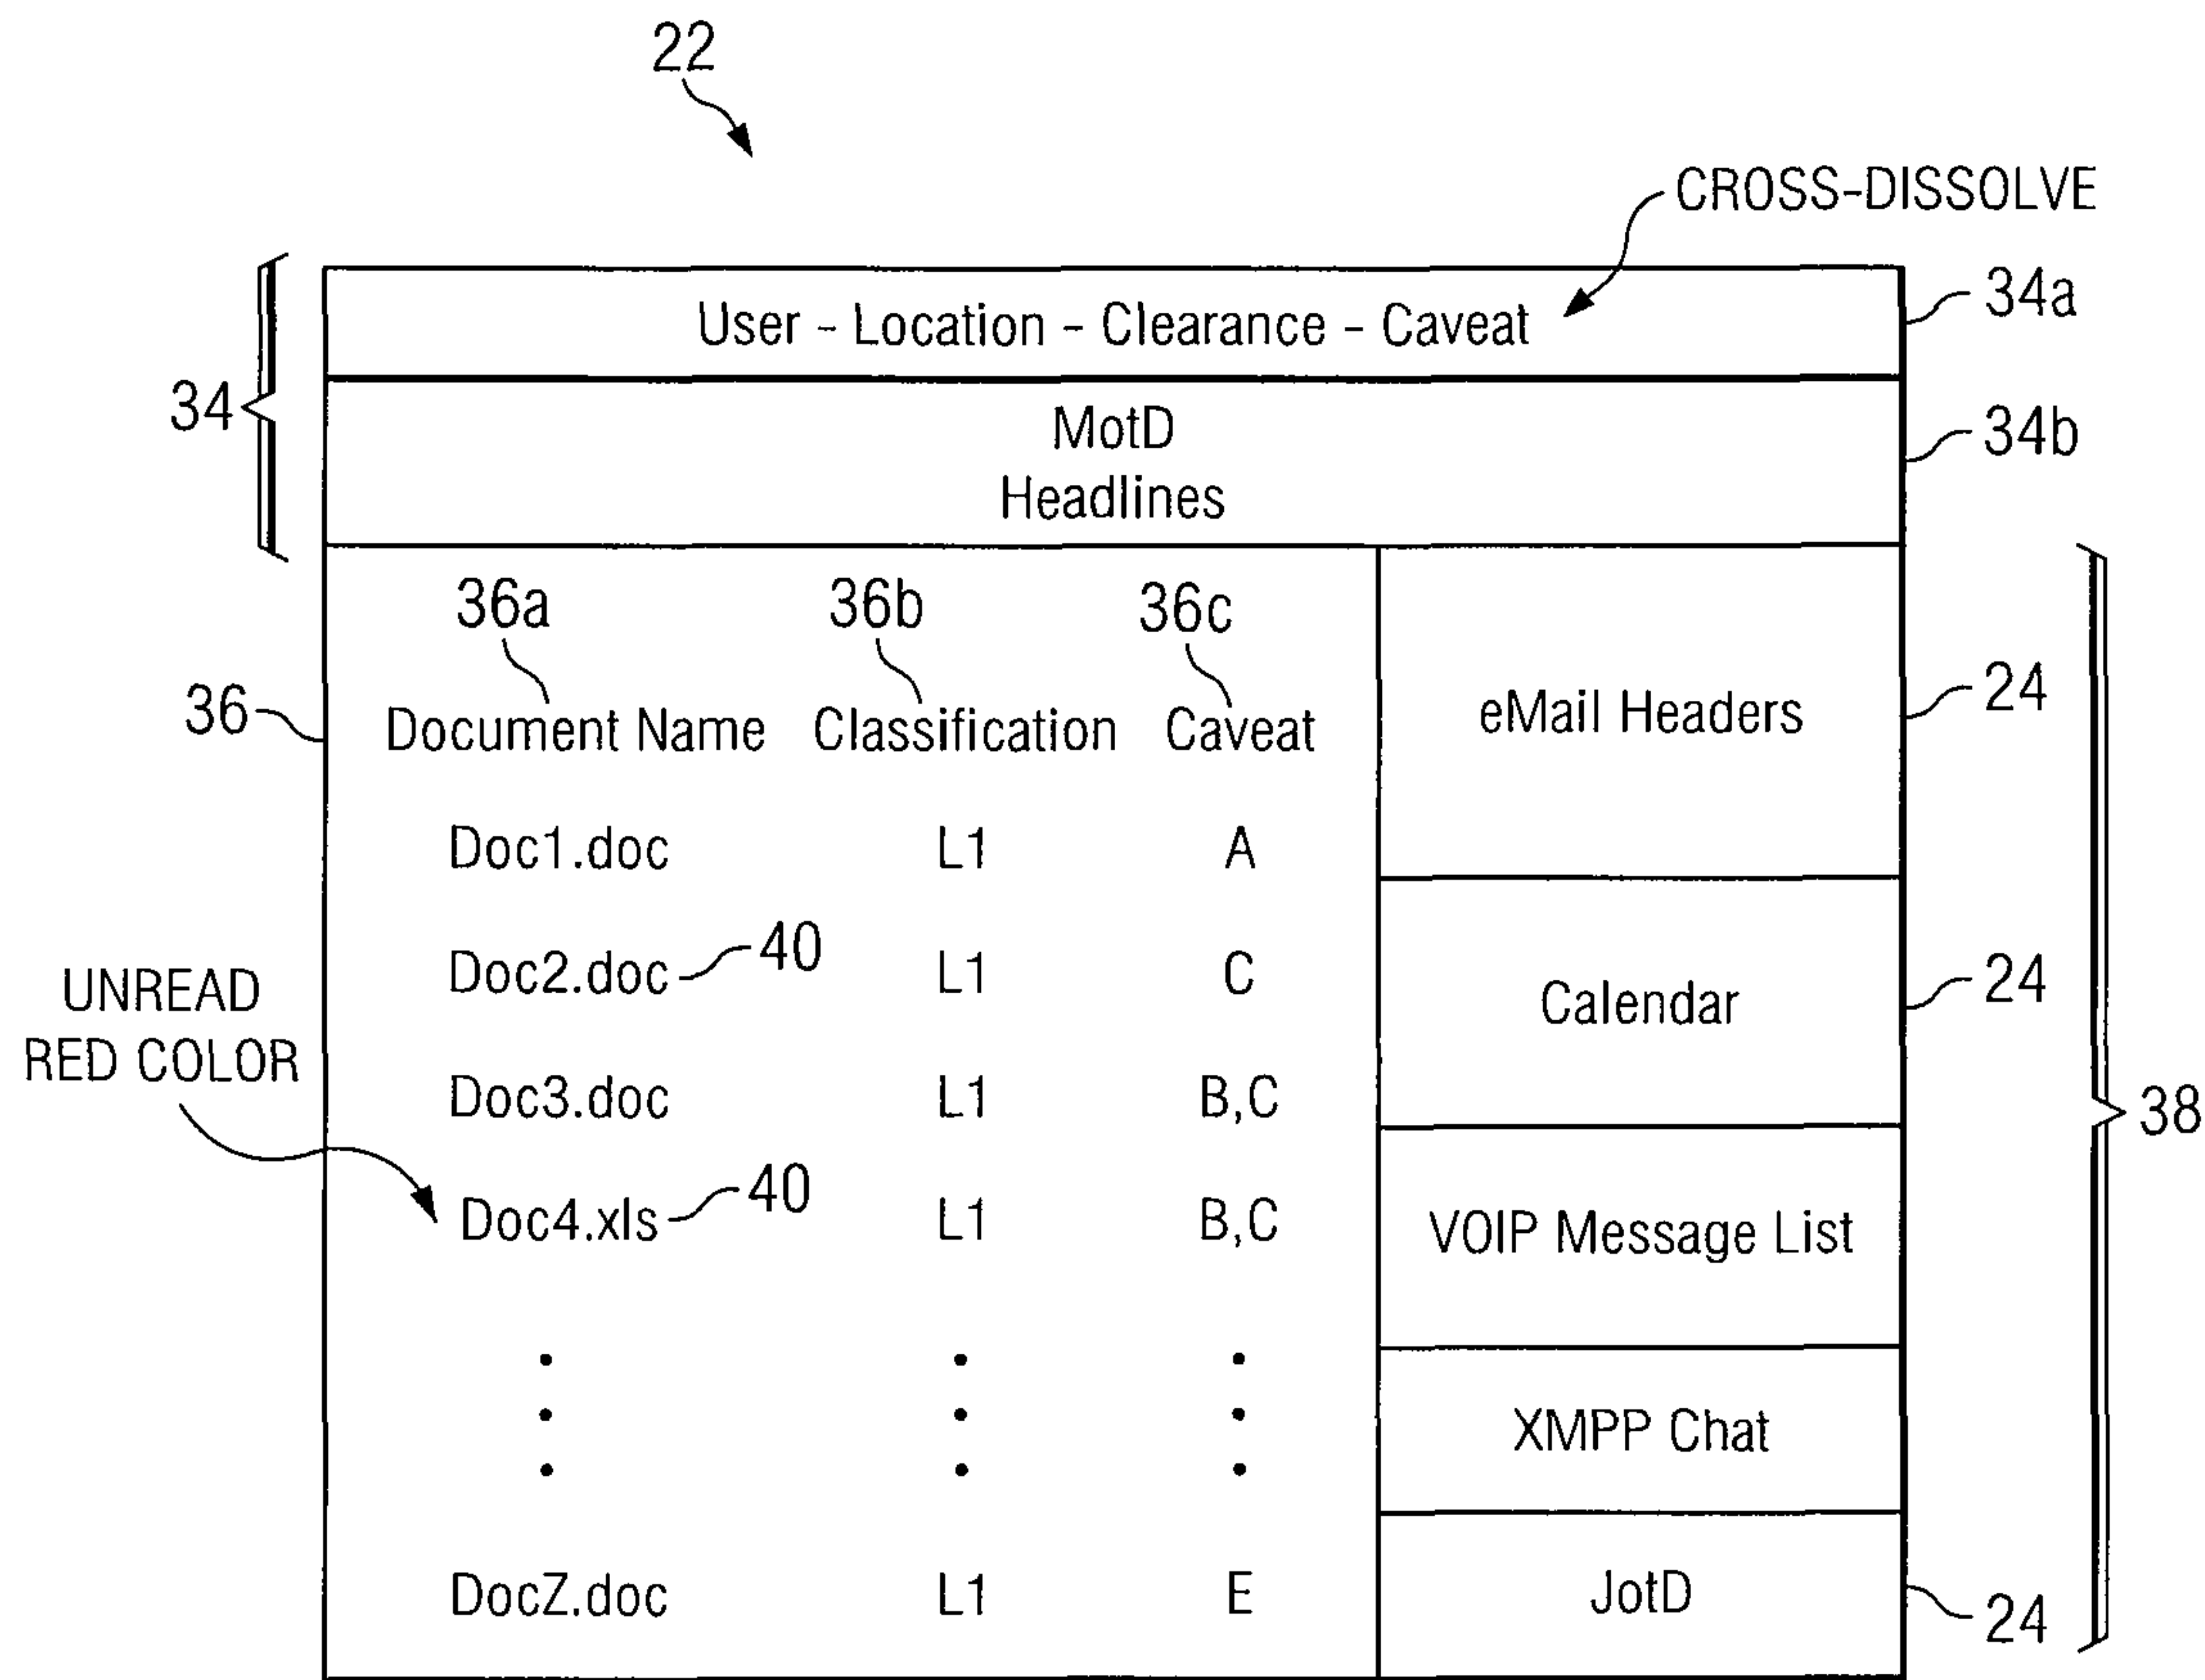 22
CROSS-DISSOLVE
User - Location - Clearance - Caveat
34a
34
MotD
34b
Headlines
36a 36b 36c
36
Document Name Classification Caveat
eMail Headers
24
Doc1.doc L1 A
Doc2.doc 40 L1 C
UNREAD
RED COLOR
Calendar
24
Doc3.doc L1 B,C
38
Doc4.xls 40 L1 B,C
VOIP Message List
XMPP Chat
DocZ.doc L1 E
JotD
24